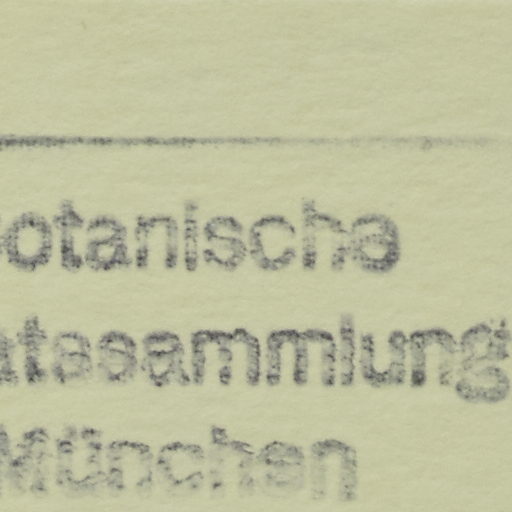 otanische
atssammlung
München